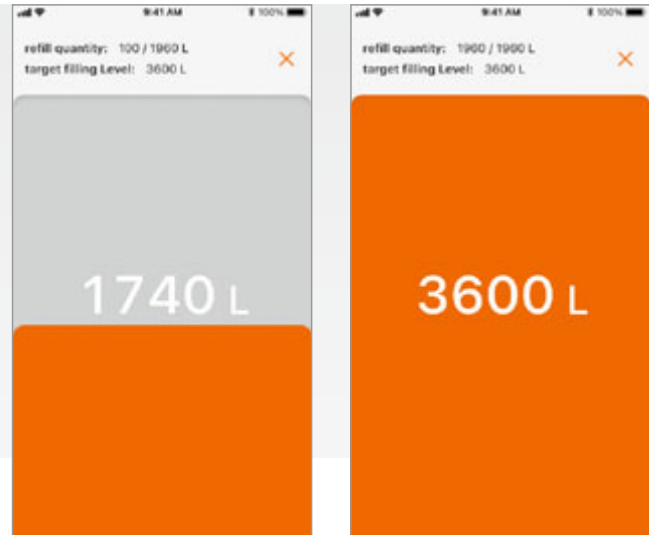 9:41 AM 100%
refill quantity: 100 / 1960 L
target filling Level: 3600 L
1740 L
9:41 AM 100%
refill quantity: 1960 / 1960 L
target filling Level: 3600 L
3600 L